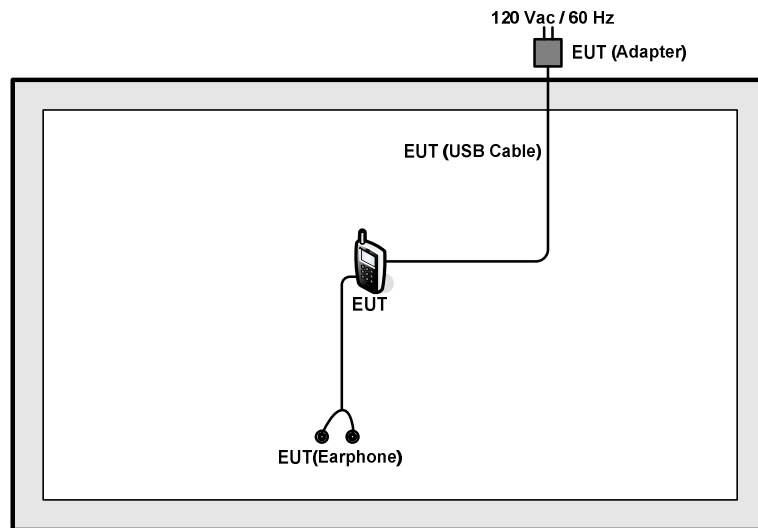 120 Vac / 60 Hz
EUT (Adapter)
EUT (USB Cable)
EUT
EUT(Earphone)